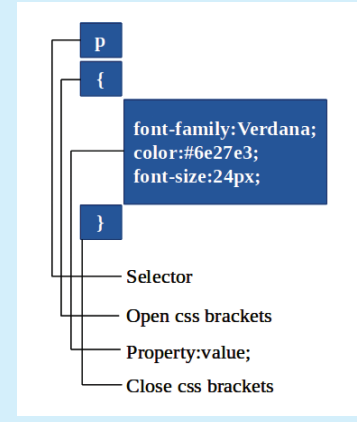 p
{
font-family:Verdana;
color:#6e27e3;
font-size:24px;
}
Selector
Open css brackets
Property:value;
Close css brackets